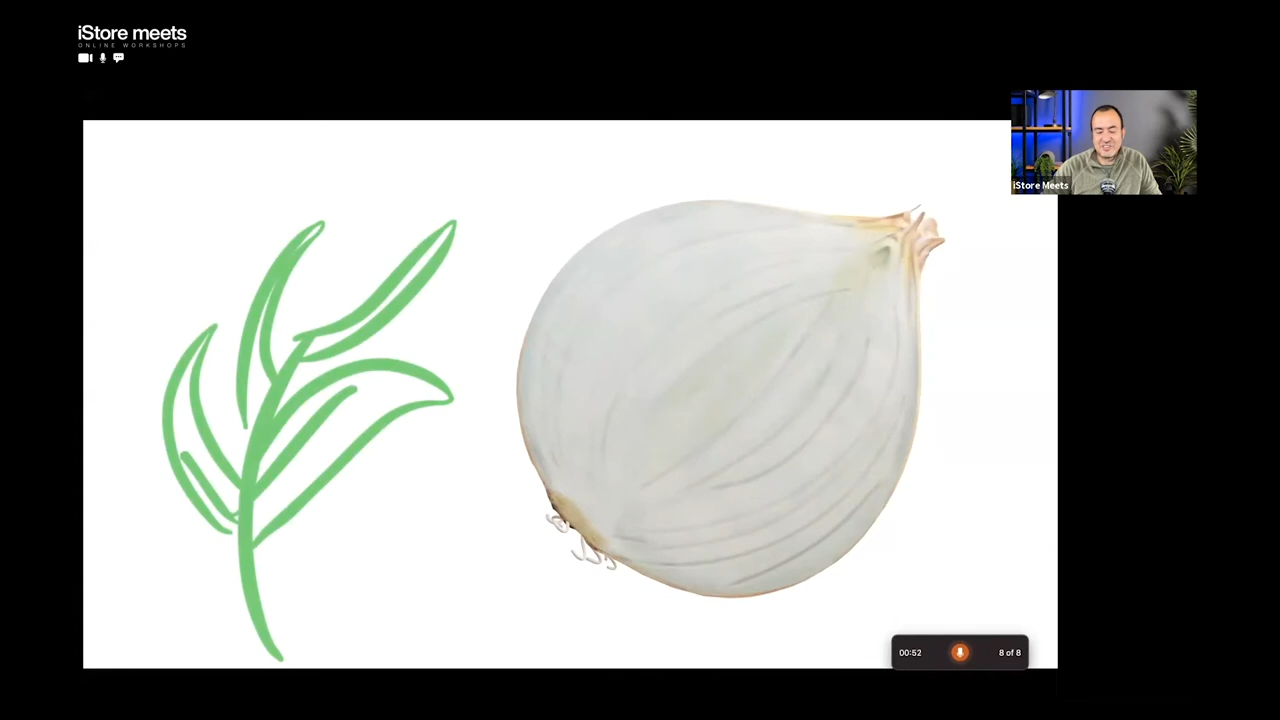 iStore meets
ONLINE WORKSHOPS
iStore Meets
00:52
8 of 8